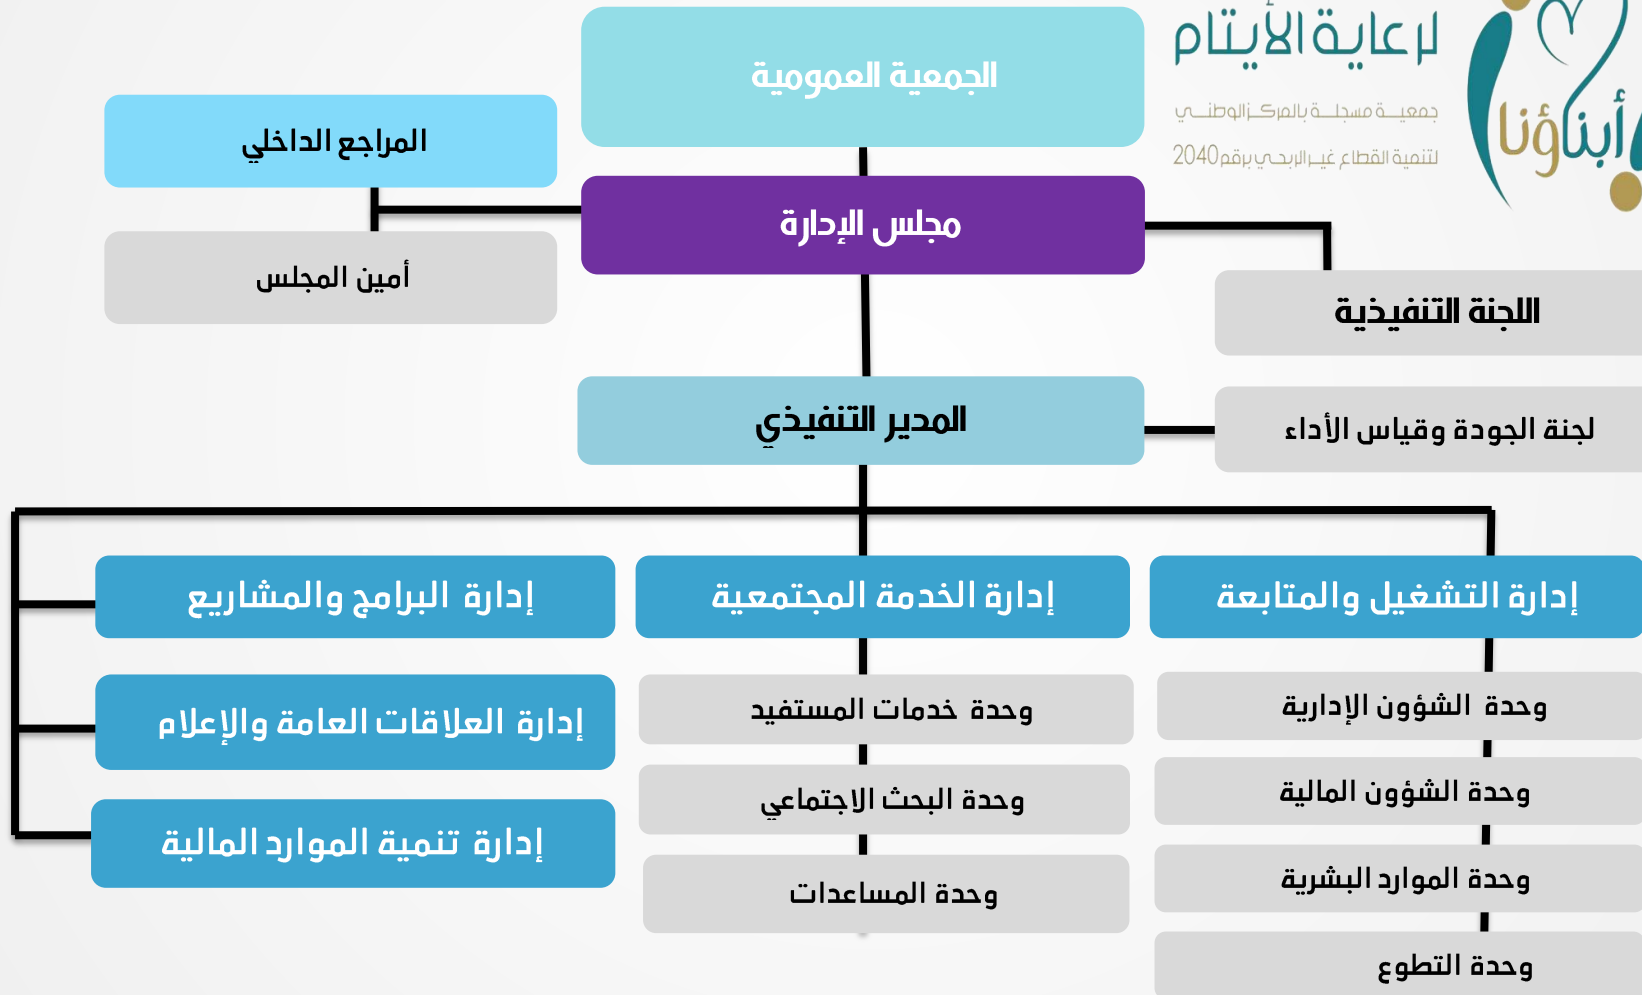 لرعاية الأيتام
جمعية مسجلة بالمركز الوطني
لتنمية القطاع غير الربحي برقم 2040
أبناؤنا
الجمعية العمومية
المراجع الداخلي
مجلس الإدارة
أمين المجلس
اللجنة التنفيذية
المدير التنفيذي
لجنة الجودة وقياس الأداء
إدارة التشغيل والمتابعة
إدارة الخدمة المجتمعية
إدارة البرامج والمشاريع
وحدة الشؤون الإدارية
وحدة الشؤون المالية
وحدة الموارد البشرية
وحدة التطوع
وحدة خدمات المستفيد
وحدة البحث الاجتماعي
وحدة المساعدات
إدارة العلاقات العامة والإعلام
إدارة تنمية الموارد المالية